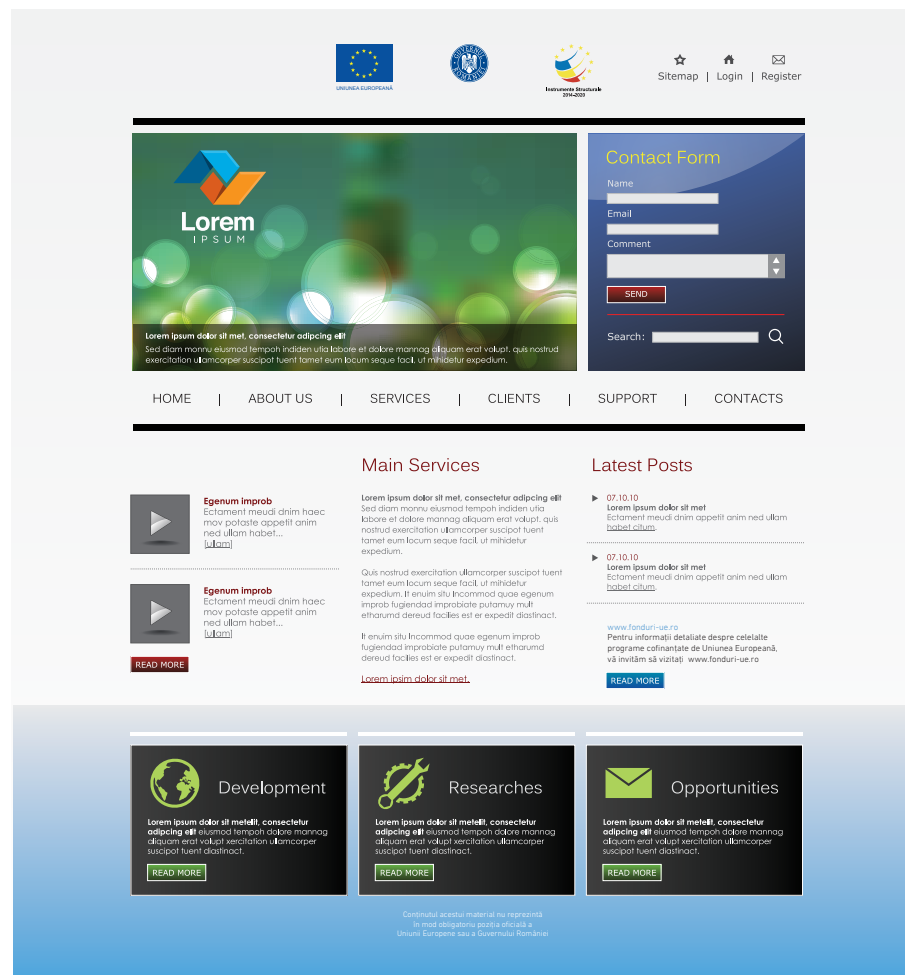 UNIUNEA EUROPEANĂ
GUVERNUL ROMÂNIEI
Instrumente Structurale
2014-2020
Sitemap | Login | Register
Lorem
IPSUM
Lorem ipsum dolor sit met, consectetur adipcing elit
Sed diam monnu eiusmod tempoh indiden utia labore et dolore mannag aliquam erat volupt. quis nostrud
exercitation ullamcorper suscipot tuent tamet eum locum seque facil. ut mihidetur expedium.
Contact Form
Name
Email
Comment
SEND
Search:
HOME | ABOUT US | SERVICES | CLIENTS | SUPPORT | CONTACTS
Egenum improb
Ectament meudi dnim haec
mov potaste appetit anim
ned ullam habet...
[ullam]
Egenum improb
Ectament meudi dnim haec
mov potaste appetit anim
ned ullam habet...
[ullam]
READ MORE
Main Services
Lorem ipsum dolor sit met, consectetur adipcing elit
Sed diam monnu eiusmod tempoh indiden utia
labore et dolore mannag aliquam erat volupt. quis
nostrud exercitation ullamcorper suscipot tuent
tamet eum locum seque facil, ut mihidetur
expedium.
Quis nostrud exercitation ullamcorper suscipot tuent
tamet eum locum seque facil, ut mihidetur
expedium. It enuim situ Incommod quae egenum
improb fugiendad improbiate putamuy mult
etharumd dereud facilies est er expedit diastinact.
It enuim situ Incommod quae egenum improb
fugiendad improbiate putamuy mult etharumd
dereud facilies est er expedit diastinact.
Lorem ipsim dolor sit met.
Latest Posts
07.10.10
Lorem ipsum dolor sit met
Ectament meudi dnim appetit anim ned ullam
habet citum.
07.10.10
Lorem ipsum dolor sit met
Ectament meudi dnim appetit anim ned ullam
habet citum.
www.fonduri-ue.ro
Pentru informații detaliate despre celelalte
programe cofinanțate de Uniunea Europeană,
vă invităm să vizitați www.fonduri-ue.ro
READ MORE
Development
Lorem ipsum dolor sit metelit, consectetur
adipcing elit eiusmod tempoh dolore mannag
aliquam erat volupt xercitation ullamcorper
suscipot tuent diastinact.
READ MORE
Researches
Lorem ipsum dolor sit metelit, consectetur
adipcing elit eiusmod tempoh dolore mannag
aliquam erat volupt xercitation ullamcorper
suscipot tuent diastinact.
READ MORE
Opportunities
Lorem ipsum dolor sit metelit, consectetur
adipcing elit eiusmod tempoh dolore mannag
aliquam erat volupt xercitation ullamcorper
suscipot tuent diastinact.
READ MORE
Conținutul acestui material nu reprezintă
în mod obligatoriu poziția oficială a
Uniunii Europene sau a Guvernului României